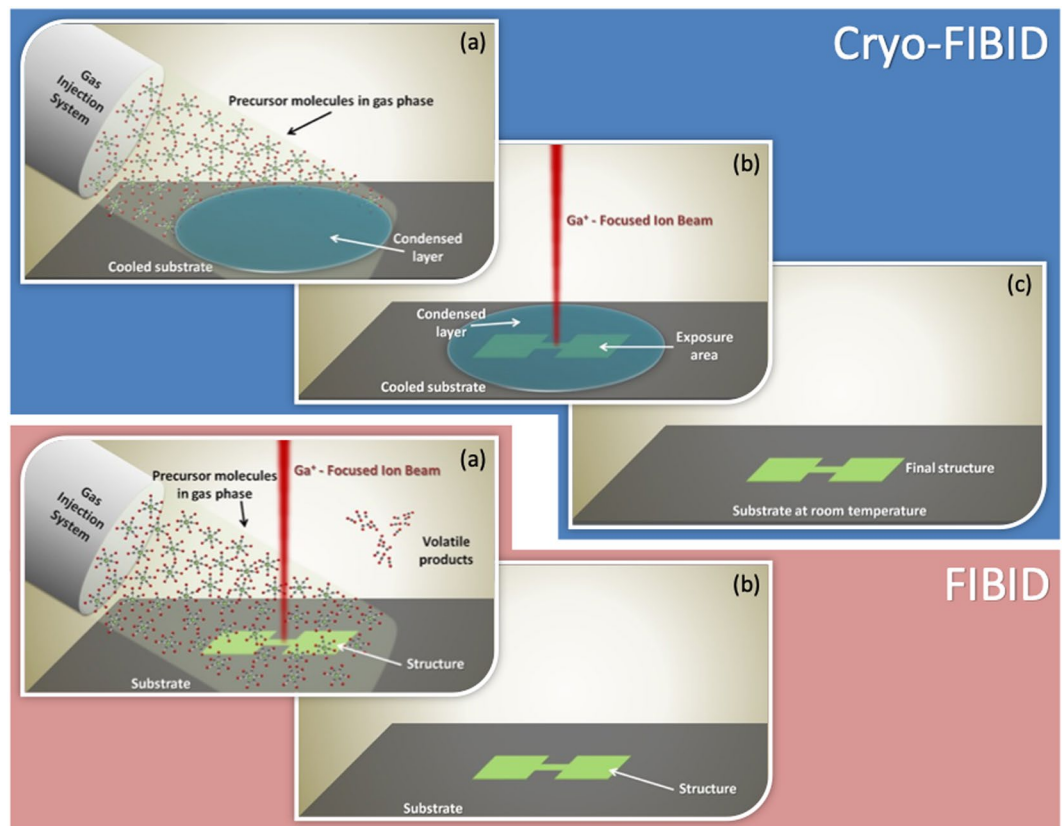 Cryo-FIBID
(a)
Gas
Injection
System
Precursor molecules in gas phase
Condensed
layer
Cooled substrate
(b)
Ga⁺ - Focused Ion Beam
Condensed
layer
Exposure
area
Cooled substrate
(c)
Final structure
Substrate at room temperature
FIBID
(a)
Gas
Injection
System
Precursor molecules
in gas phase
Ga⁺ - Focused Ion Beam
Volatile
products
Structure
Substrate
(b)
Structure
Substrate